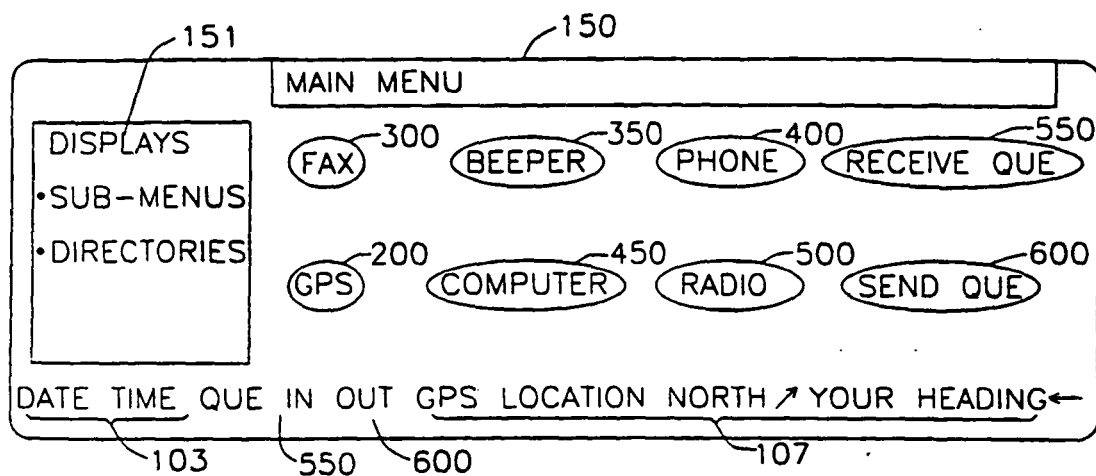 151 150
MAIN MENU
DISPLAYS
•SUB-MENUS
•DIRECTORIES
300 350 400 550
FAX BEEPER PHONE RECEIVE QUE
200 450 500 600
GPS COMPUTER RADIO SEND QUE
DATE TIME QUE IN OUT GPS LOCATION NORTH↗ YOUR HEADING←
103 550 600 107